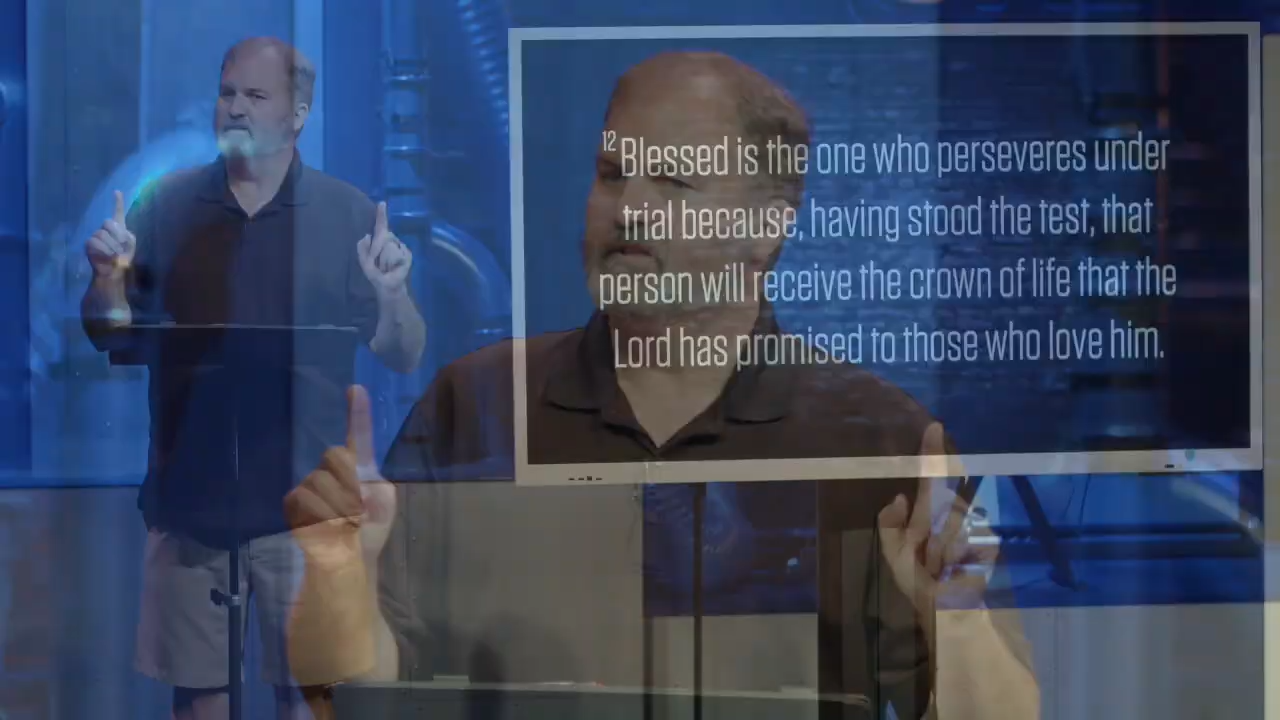 12 Blessed is the one who perseveres under
trial because, having stood the test, that
person will receive the crown of life that the
Lord has promised to those who love him.